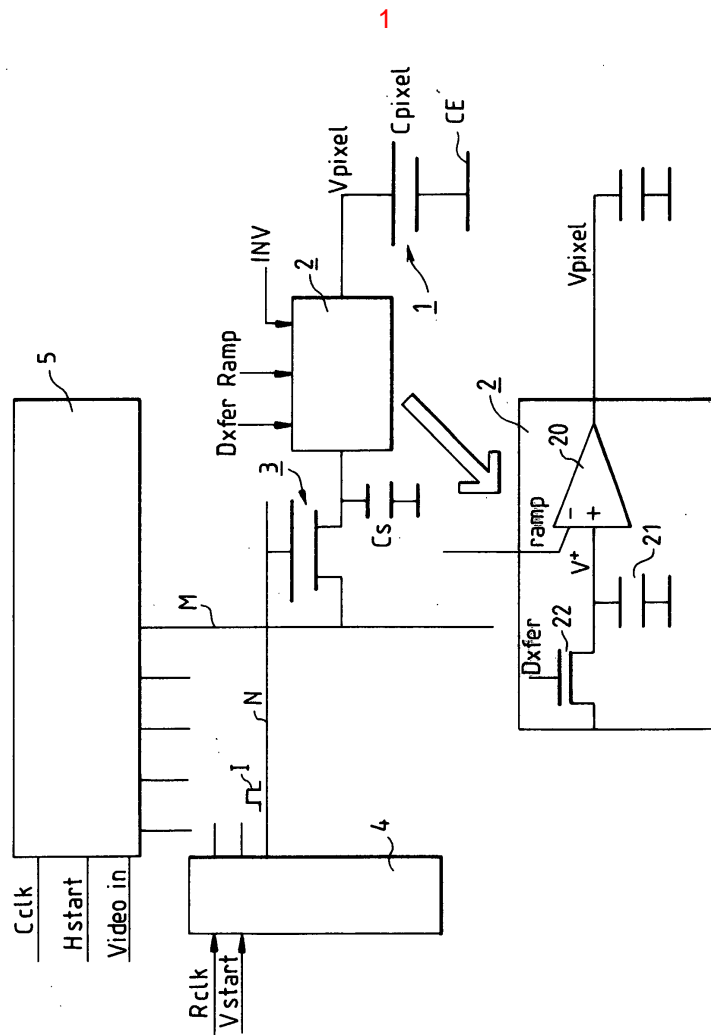 1
5
Cclk
Hstart
Video in
M
N
I
4
Rclk
Vstart
3
Cs
Dxfer
Ramp
INV
2
Vpixel
Cpixel
1
CE
2
20
ramp
-
+
V+
21
Dxfer
22
Vpixel